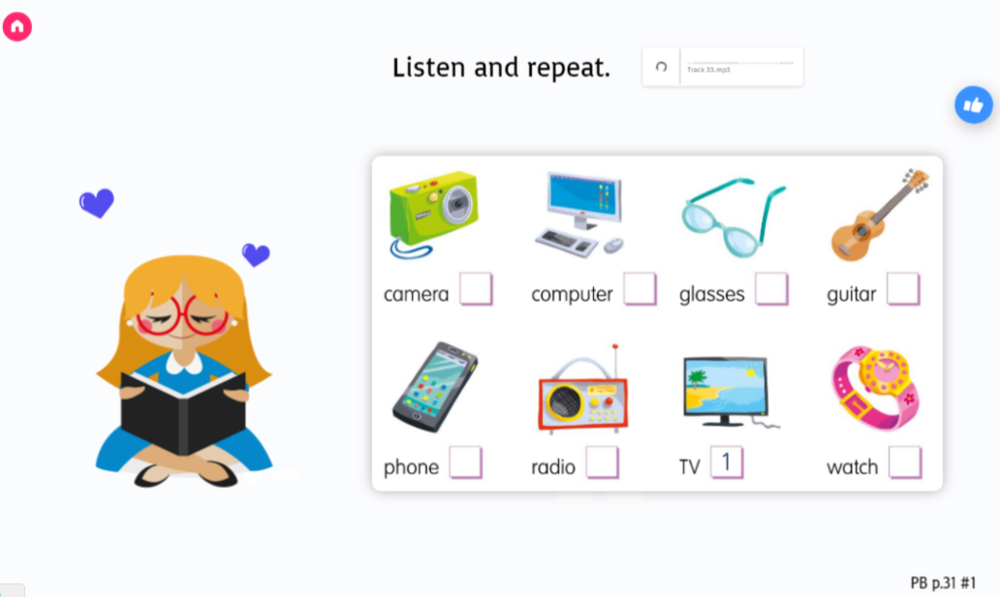 Listen and repeat.
Track 33.mp3
camera computer glasses guitar
phone radio TV 1 watch
PB p.31 #1